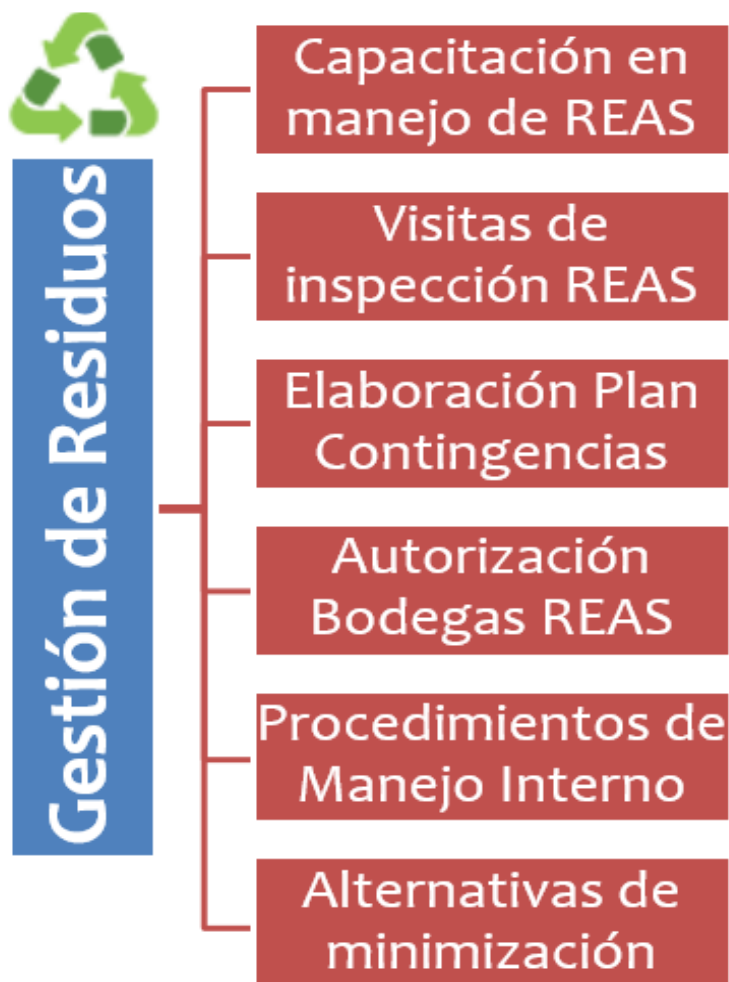 Gestión de Residuos
Capacitación en
manejo de REAS
Visitas de
inspección REAS
Elaboración Plan
Contingencias
Autorización
Bodegas REAS
Procedimientos de
Manejo Interno
Alternativas de
minimización